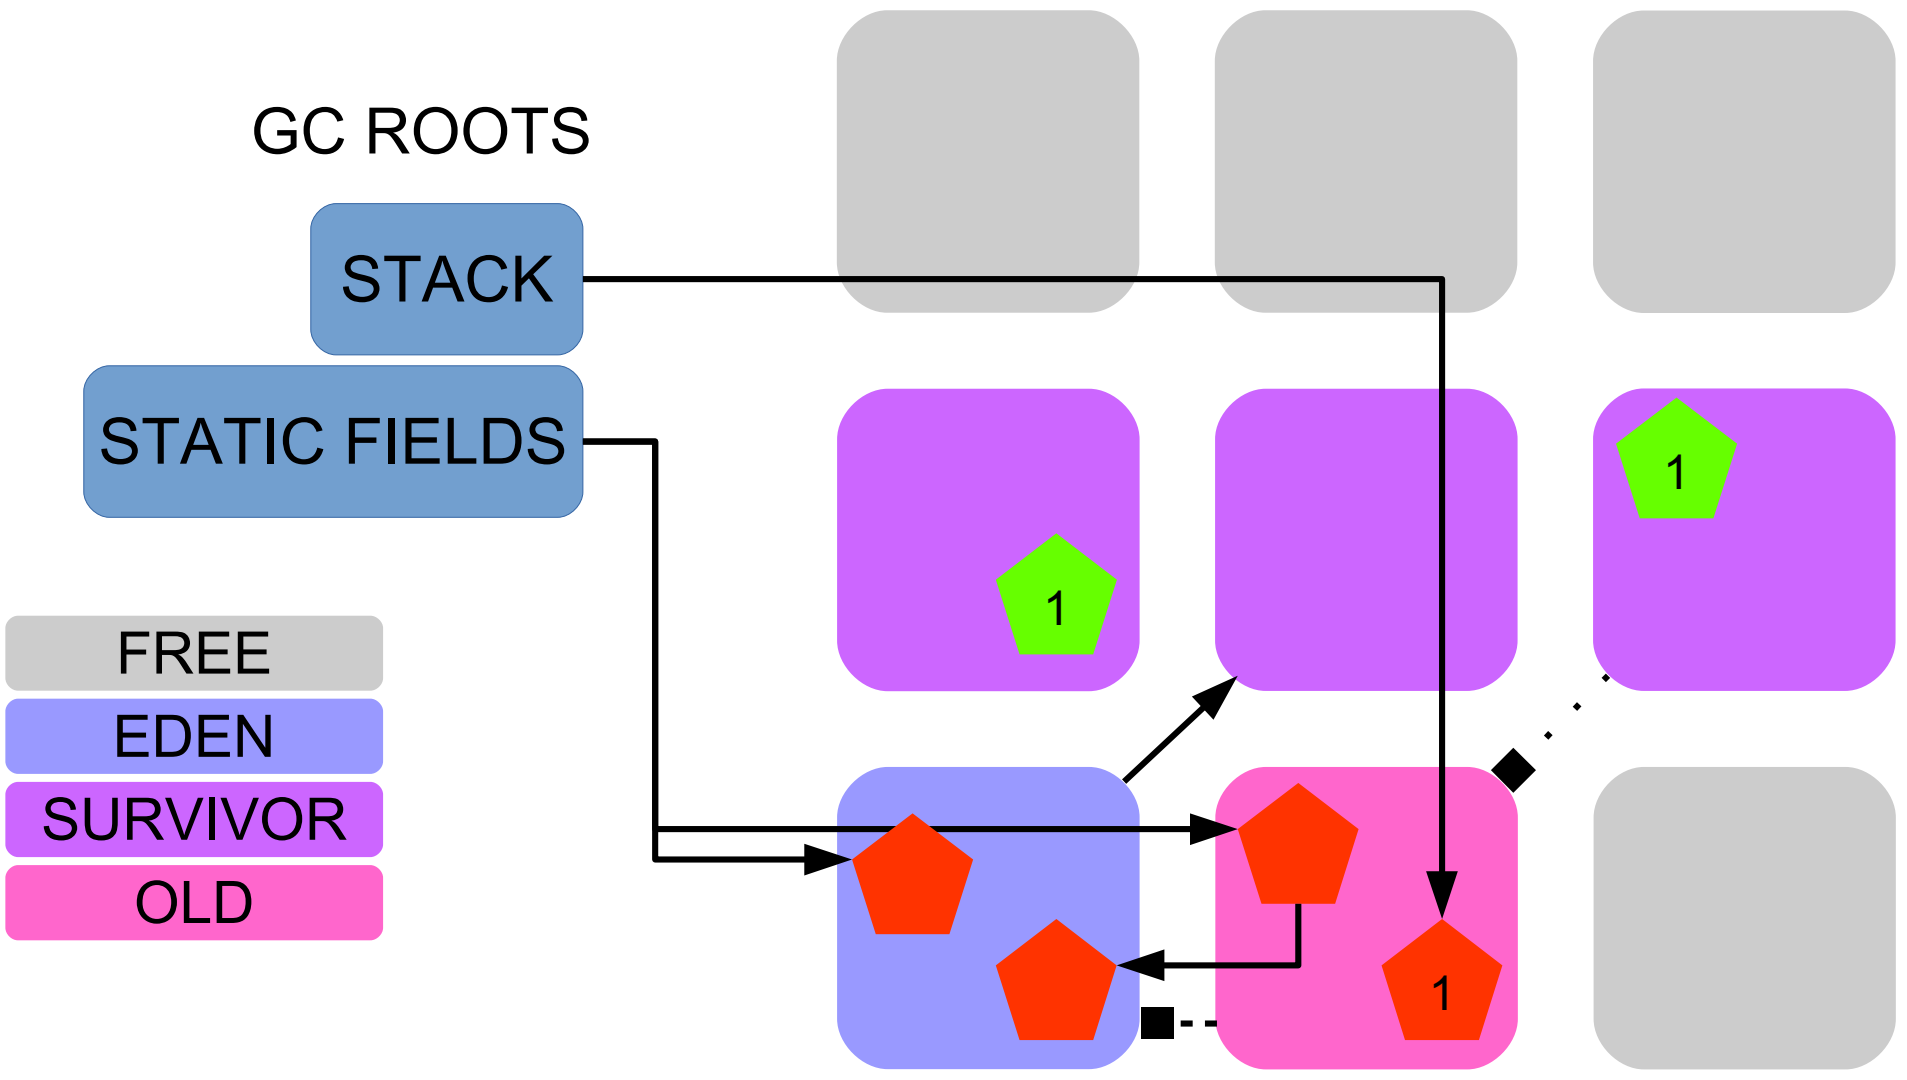 GC ROOTS
STACK
STATIC FIELDS
FREE
EDEN
SURVIVOR
OLD
1
1
1